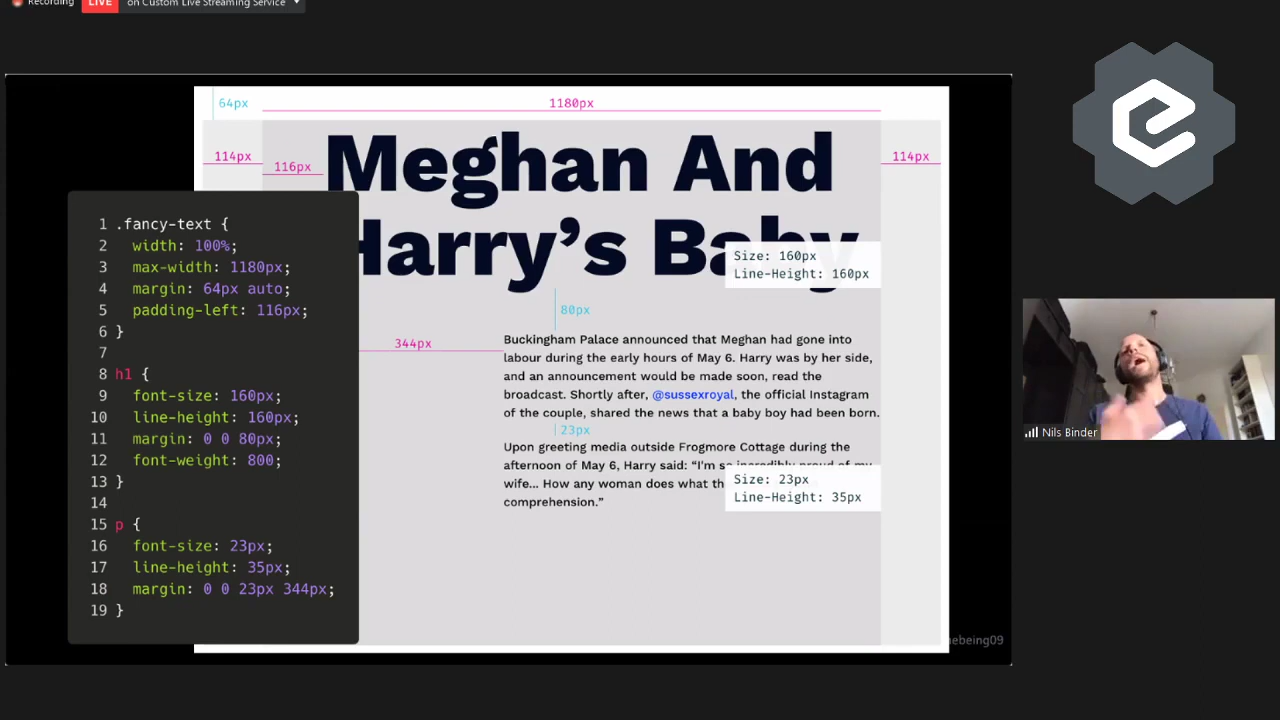 Recording LIVE on Custom Live Streaming Service
64px
1180px
114px
116px
114px
Meghan And
Harry’s Baby
Size: 160px
Line-Height: 160px
80px
344px
Buckingham Palace announced that Meghan had gone into
labour during the early hours of May 6. Harry was by her side,
and an announcement would be made soon, read the
broadcast. Shortly after, @sussexroyal, the official Instagram
of the couple, shared the news that a baby boy had been born.
23px
Upon greeting media outside Frogmore Cottage during the
afternoon of May 6, Harry said: “I’m so incredibly proud of my
wife... How any woman does what th
comprehension.”
Size: 23px
Line-Height: 35px
1 .fancy-text {
2 width: 100%;
3 max-width: 1180px;
4 margin: 64px auto;
5 padding-left: 116px;
6 }
7
8 h1 {
9 font-size: 160px;
10 line-height: 160px;
11 margin: 0 0 80px;
12 font-weight: 800;
13 }
14
15 p {
16 font-size: 23px;
17 line-height: 35px;
18 margin: 0 0 23px 344px;
19 }
ebeing09
Nils Binder